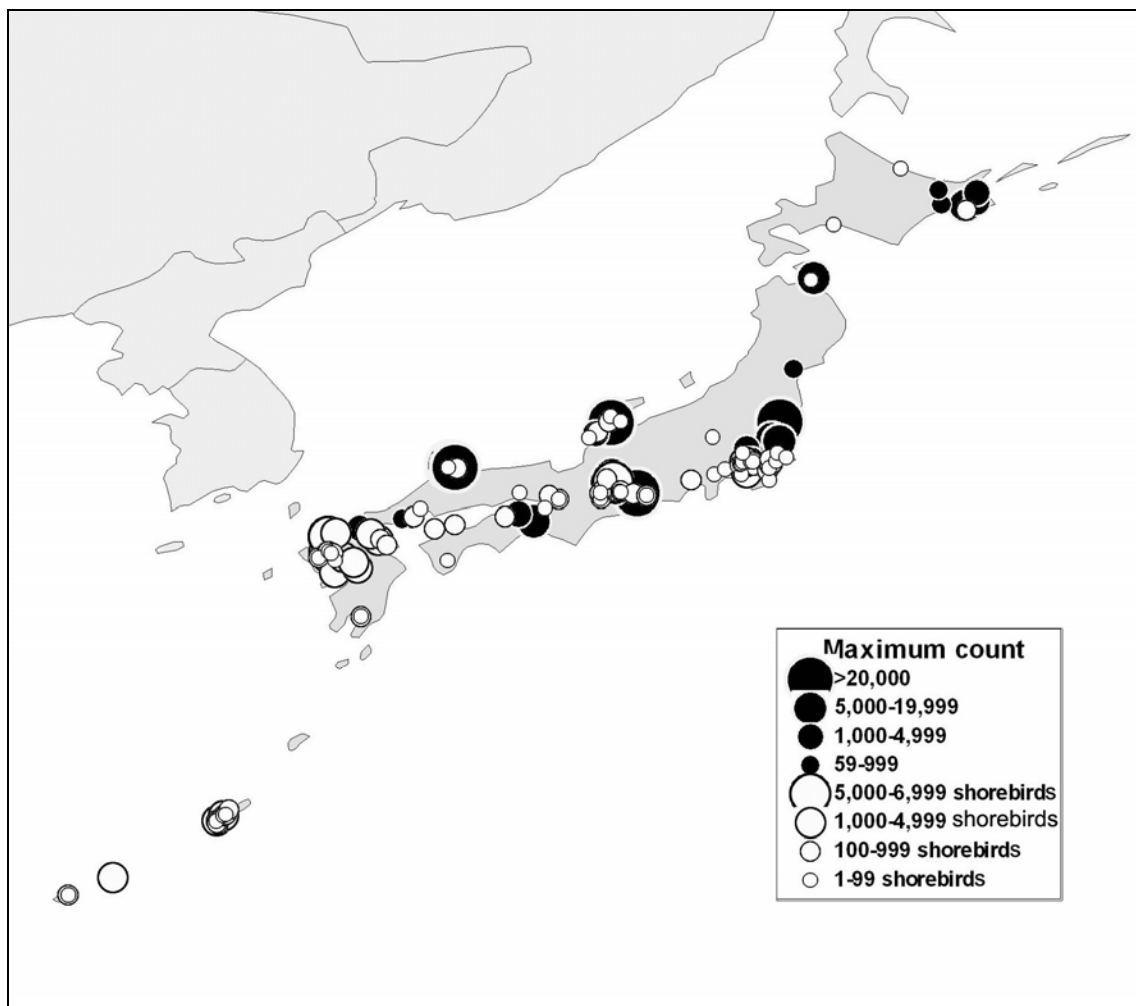 Maximum count
>20,000
5,000-19,999
1,000-4,999
59-999
5,000-6,999 shorebirds
1,000-4,999 shorebirds
100-999 shorebirds
1-99 shorebirds